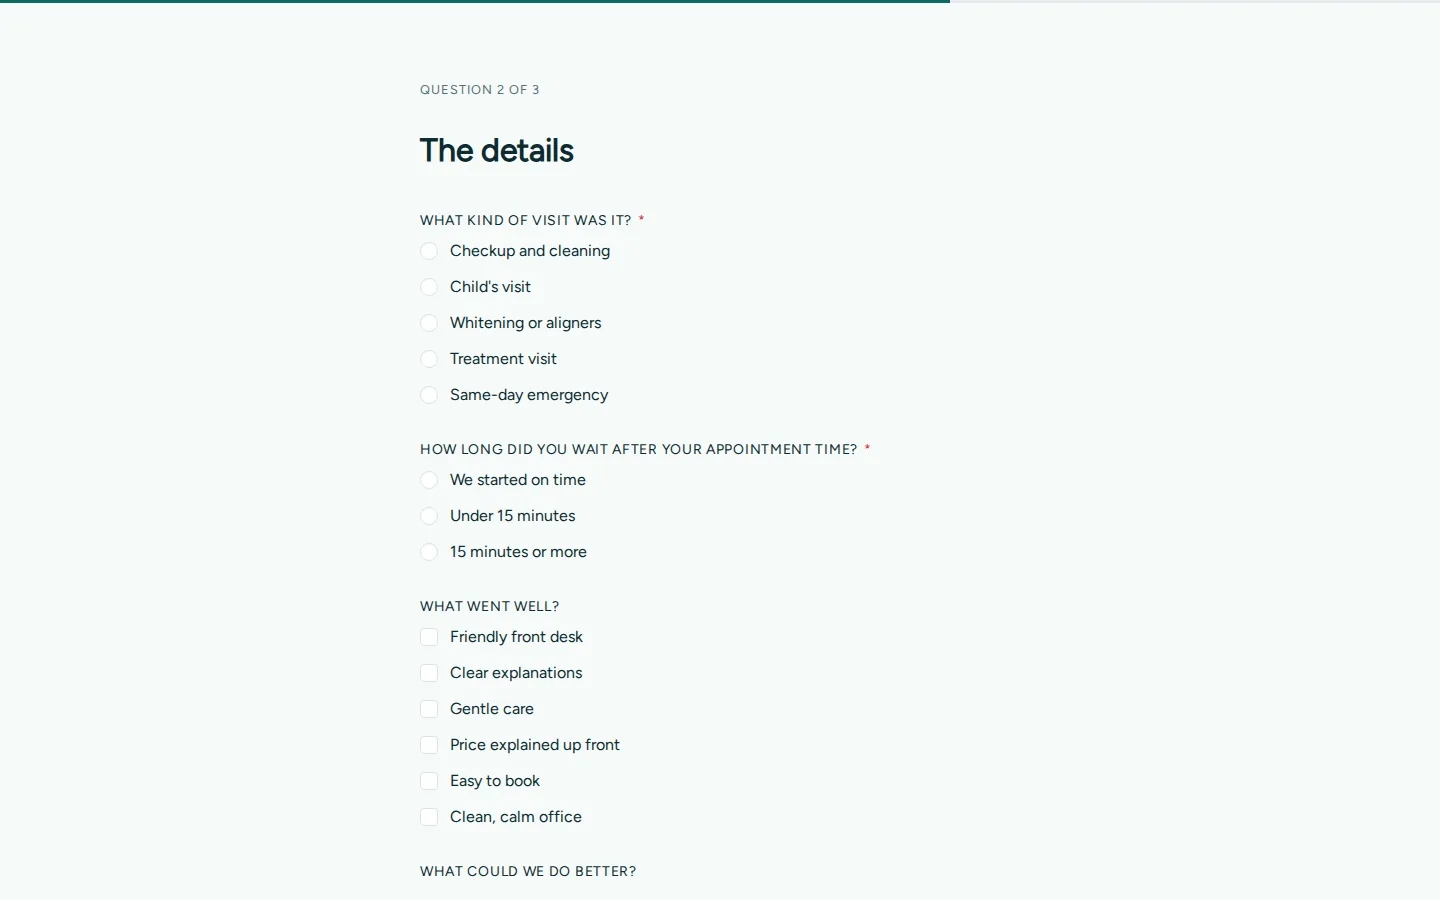 QUESTION 2 OF 3
The details
WHAT KIND OF VISIT WAS IT? *
Checkup and cleaning
Child's visit
Whitening or aligners
Treatment visit
Same-day emergency
HOW LONG DID YOU WAIT AFTER YOUR APPOINTMENT TIME? *
We started on time
Under 15 minutes
15 minutes or more
WHAT WENT WELL?
Friendly front desk
Clear explanations
Gentle care
Price explained up front
Easy to book
Clean, calm office
WHAT COULD WE DO BETTER?